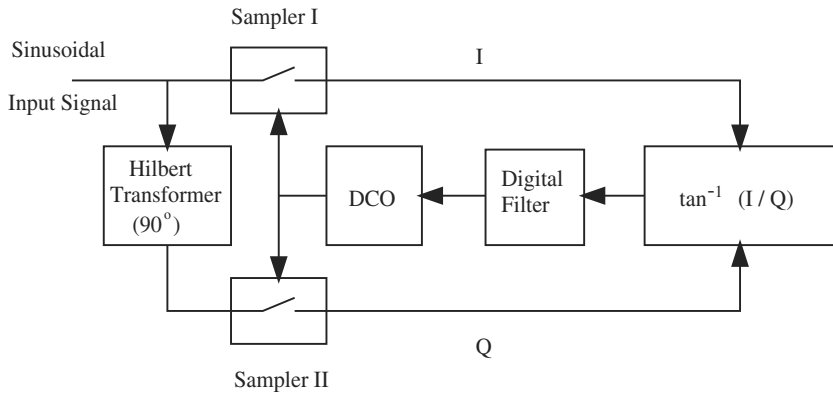 Sampler I
Sinusoidal
Input Signal
I
Hilbert
Transformer
(90°)
DCO
Digital
Filter
tan⁻¹ (I / Q)
Q
Sampler II